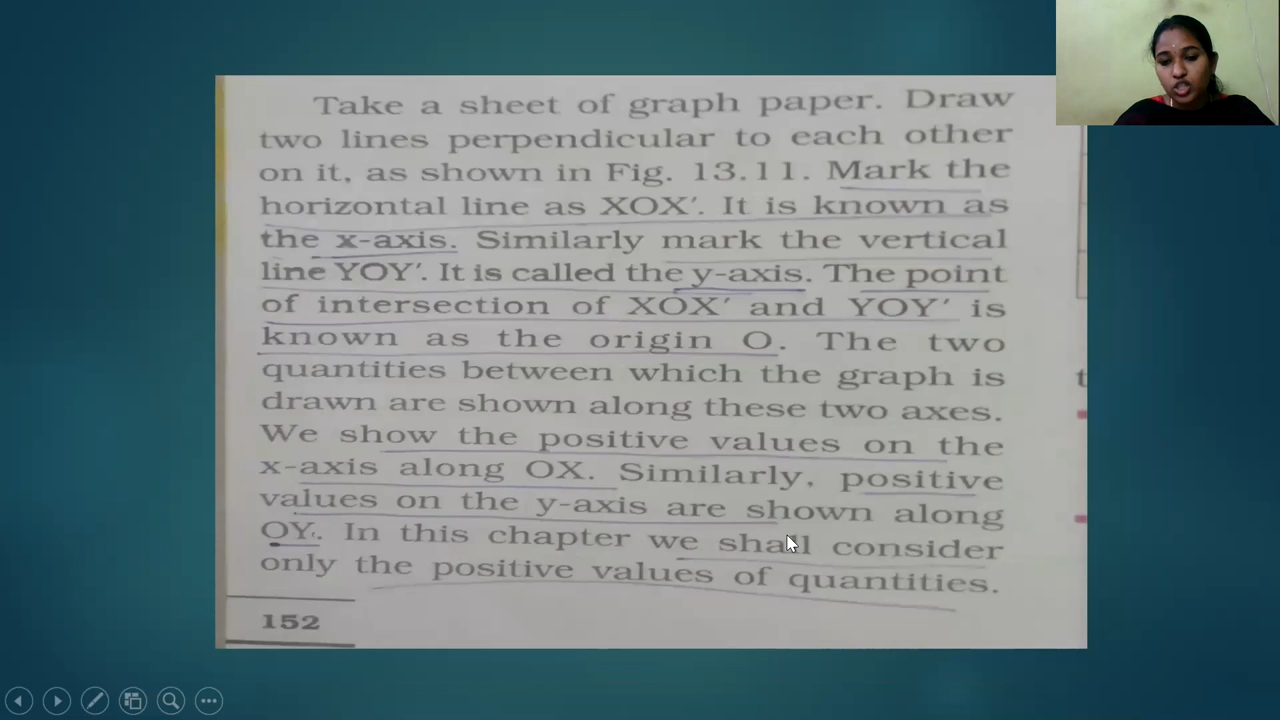 Take a sheet of graph paper. Draw
two lines perpendicular to each other
on it, as shown in Fig. 13.11. Mark the
horizontal line as XOX′. It is known as
the x-axis. Similarly mark the vertical
line YOY′. It is called the y-axis. The point
of intersection of XOX′ and YOY′ is
known as the origin O. The two
quantities between which the graph is
drawn are shown along these two axes.
We show the positive values on the
x-axis along OX. Similarly, positive
values on the y-axis are shown along
OY. In this chapter we shall consider
only the positive values of quantities.
152
t